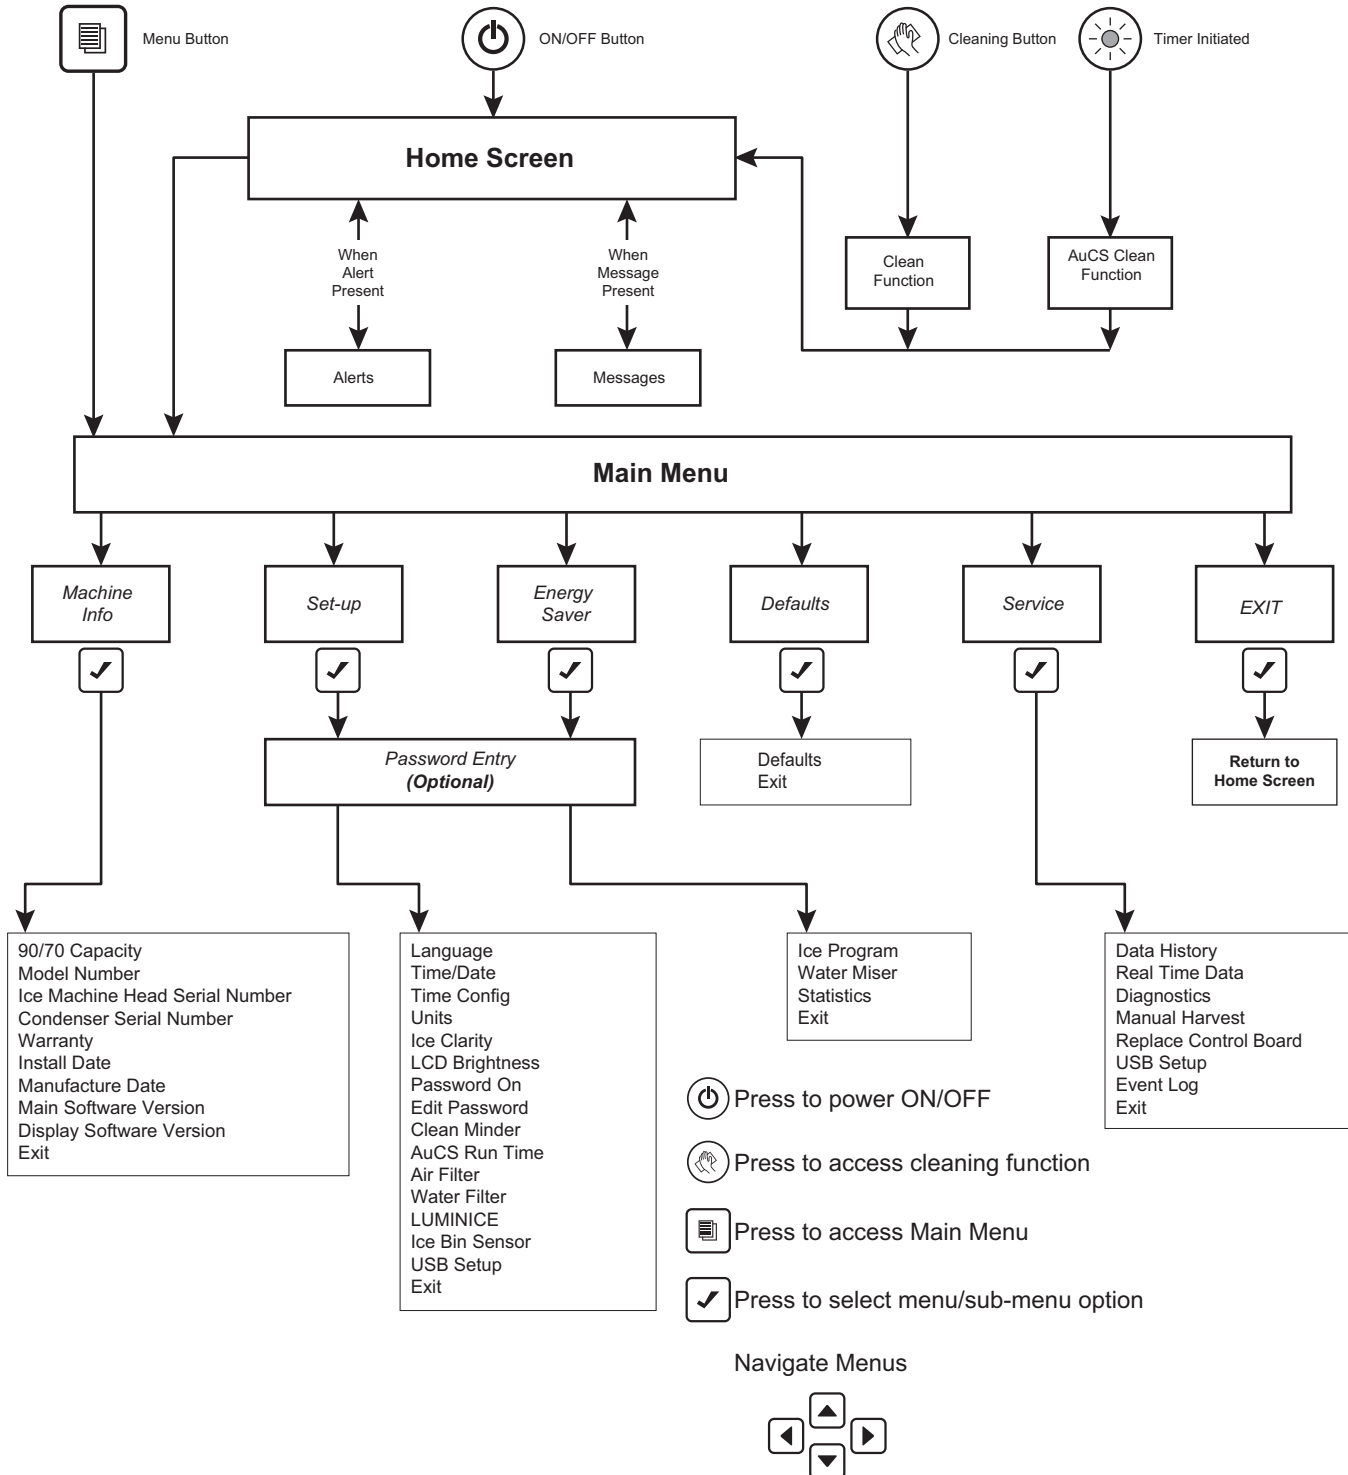 Menu Button
ON/OFF Button
Cleaning Button
Timer Initiated
Home Screen
When
Alert
Present
When
Message
Present
Clean
Function
AuCS Clean
Function
Alerts
Messages
Main Menu
Machine
Info
Set-up
Energy
Saver
Defaults
Service
EXIT
Password Entry
(Optional)
Defaults
Exit
Return to
Home Screen
90/70 Capacity
Model Number
Ice Machine Head Serial Number
Condenser Serial Number
Warranty
Install Date
Manufacture Date
Main Software Version
Display Software Version
Exit
Language
Time/Date
Time Config
Units
Ice Clarity
LCD Brightness
Password On
Edit Password
Clean Minder
AuCS Run Time
Air Filter
Water Filter
LUMINICE
Ice Bin Sensor
USB Setup
Exit
Ice Program
Water Miser
Statistics
Exit
Data History
Real Time Data
Diagnostics
Manual Harvest
Replace Control Board
USB Setup
Event Log
Exit
Press to power ON/OFF
Press to access cleaning function
Press to access Main Menu
Press to select menu/sub-menu option
Navigate Menus